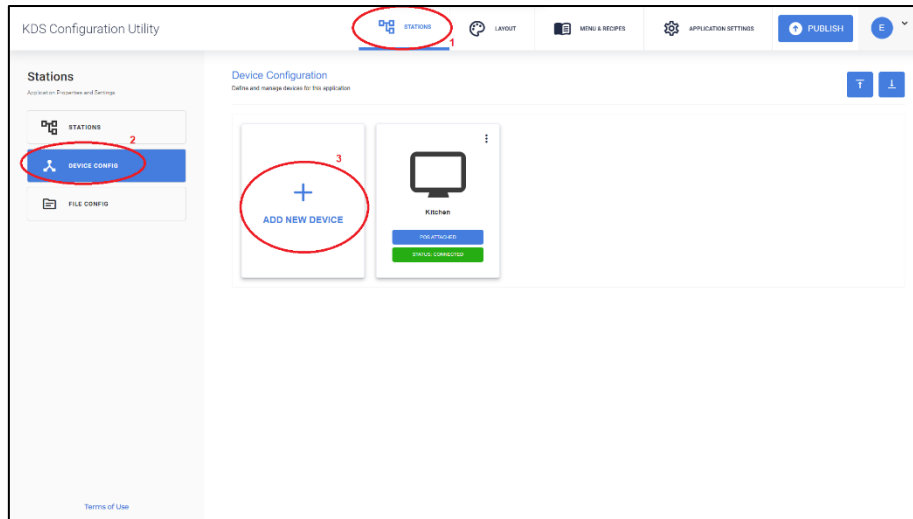 KDS Configuration Utility
STATIONS
1
LAYOUT
MENU & RECIPES
APPLICATION SETTINGS
PUBLISH
E
Stations
Application Properties and Settings
STATIONS
2
DEVICE CONFIG
FILE CONFIG
Device Configuration
Define and manage devices for this application
3
ADD NEW DEVICE
Kitchen
POS ATTACHED
STATUS: CONNECTED
Terms of Use